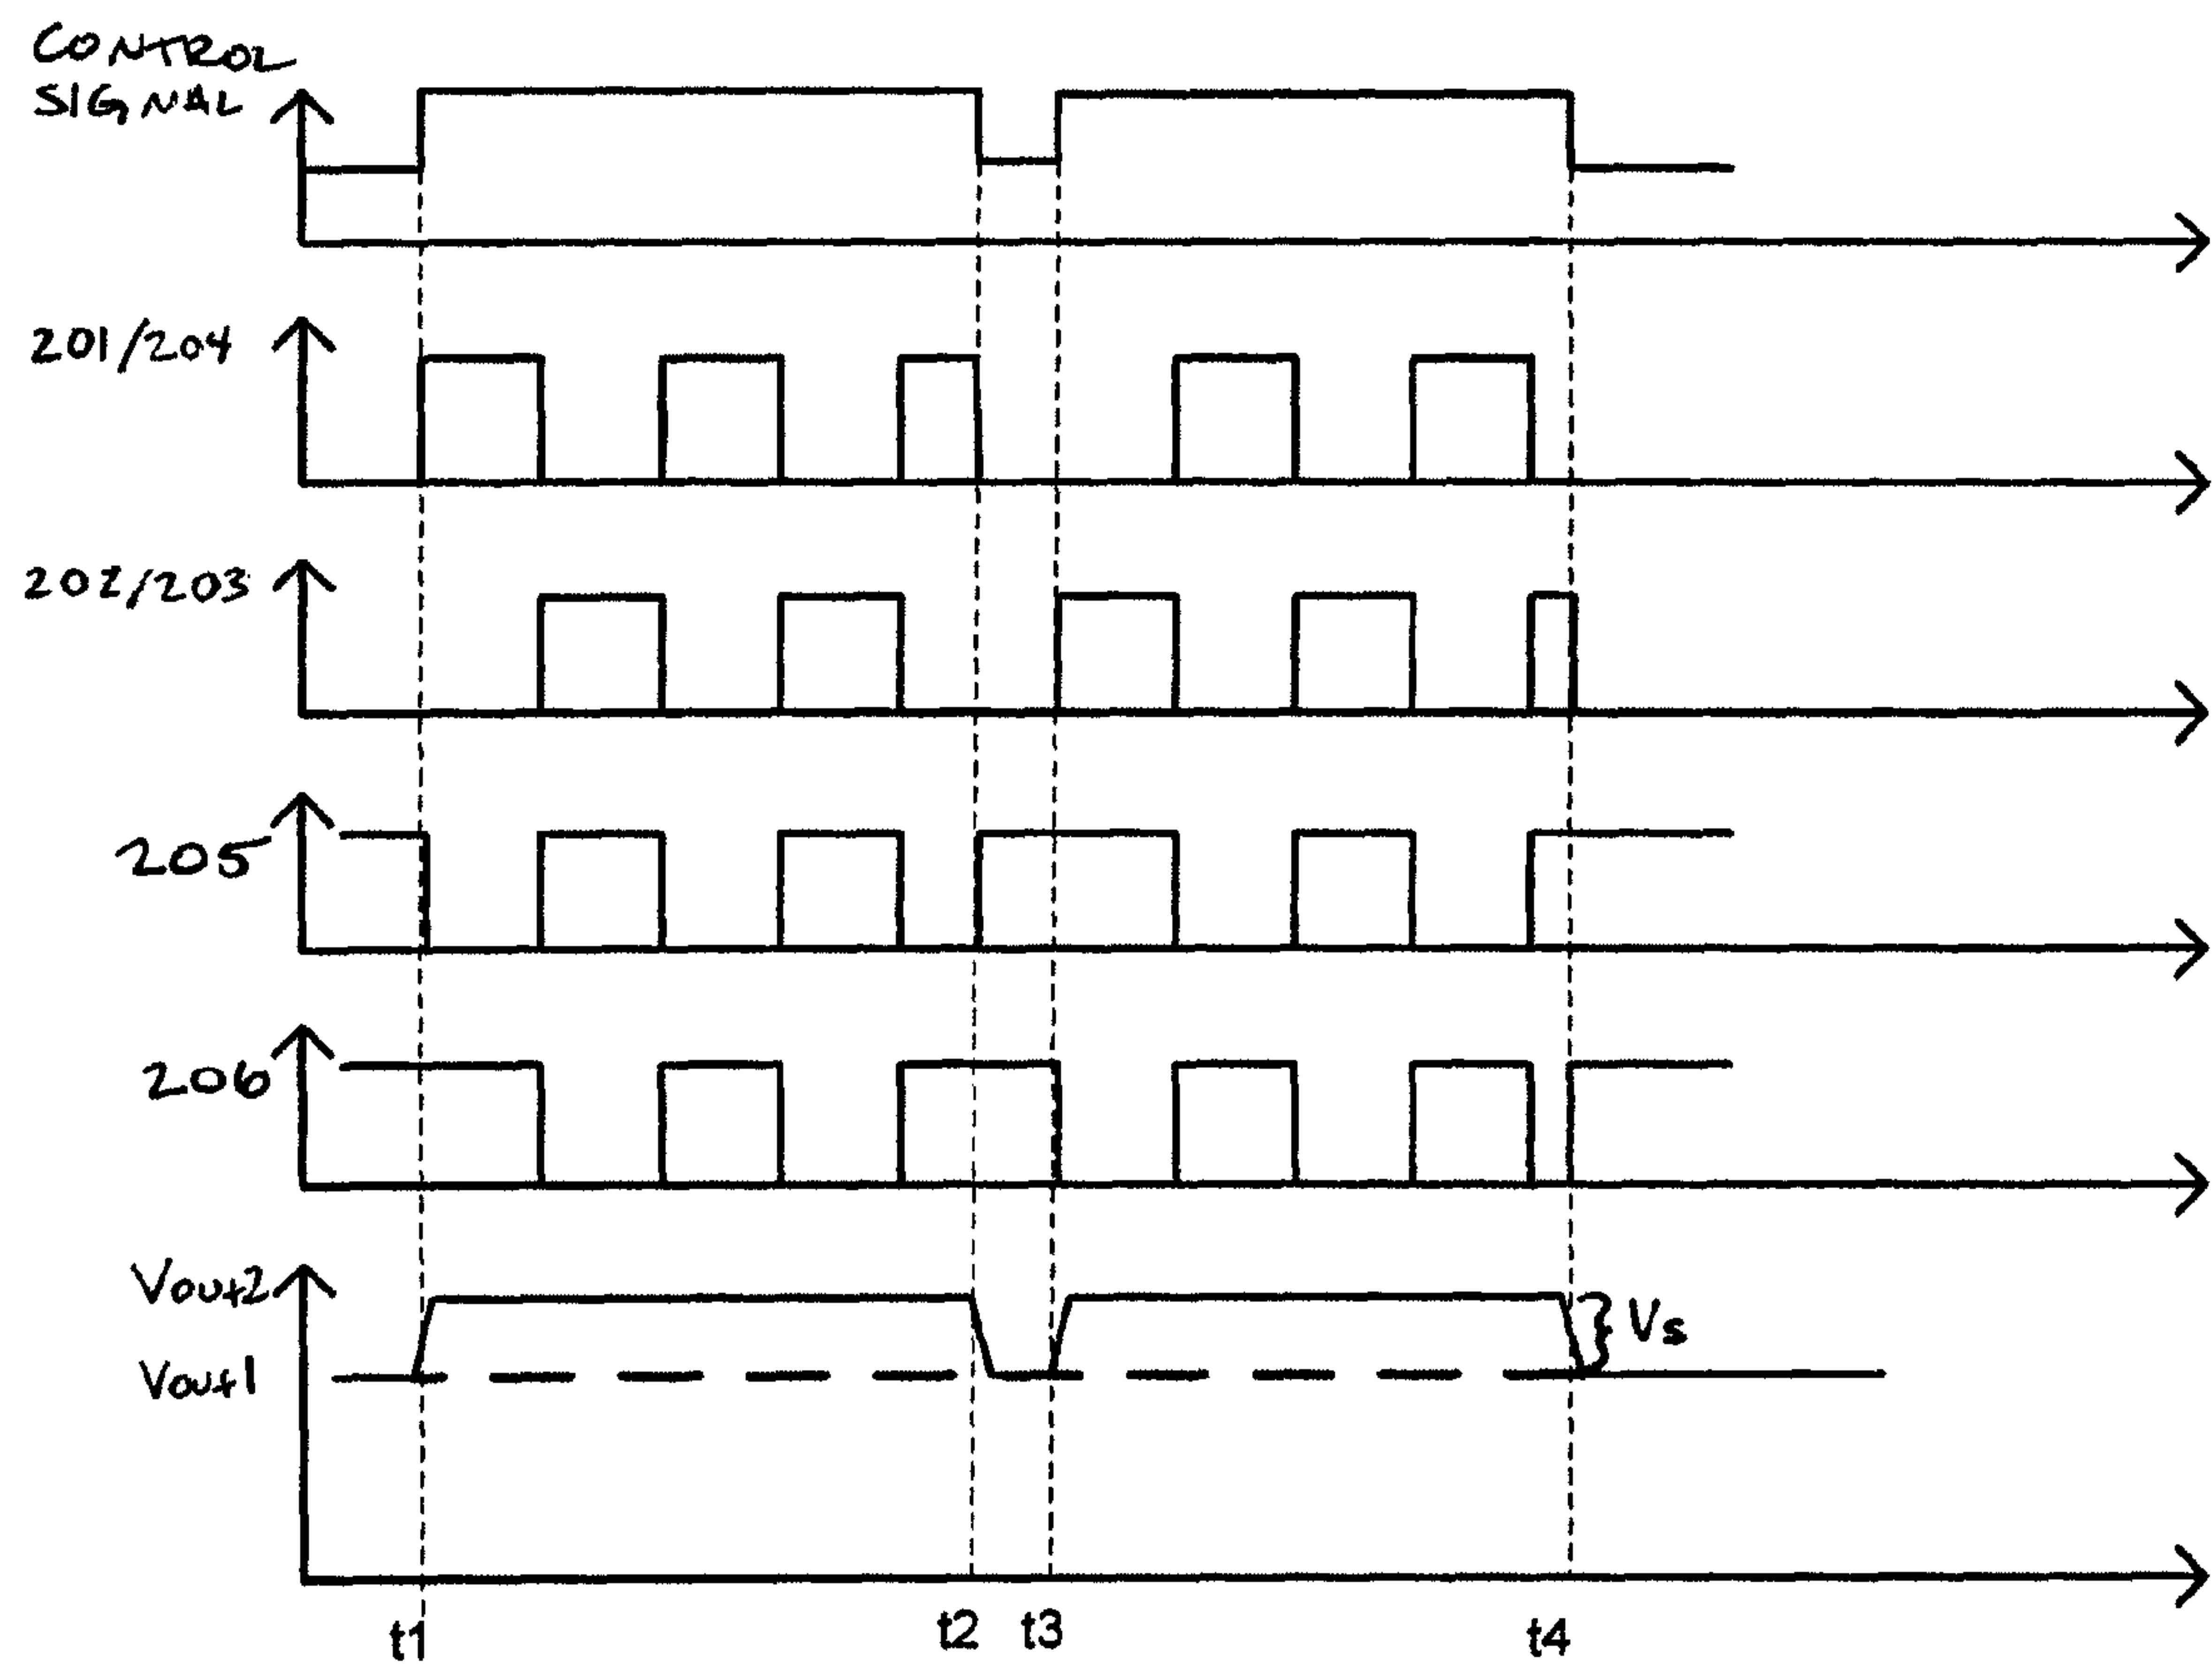 CONTROL
SIGNAL
201/204
202/203
205
206
Vout2
Vs
Vout1
t1
t2
t3
t4